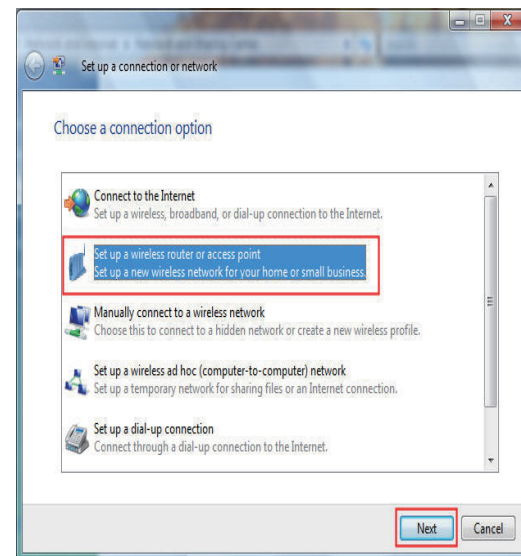 Set up a connection or network
Choose a connection option
Connect to the Internet
Set up a wireless, broadband, or dial-up connection to the Internet.
Set up a wireless router or access point
Set up a new wireless network for your home or small business.
Manually connect to a wireless network
Choose this to connect to a hidden network or create a new wireless profile.
Set up a wireless ad hoc (computer-to-computer) network
Set up a temporary network for sharing files or an Internet connection.
Set up a dial-up connection
Connect through a dial-up connection to the Internet.
Next
Cancel